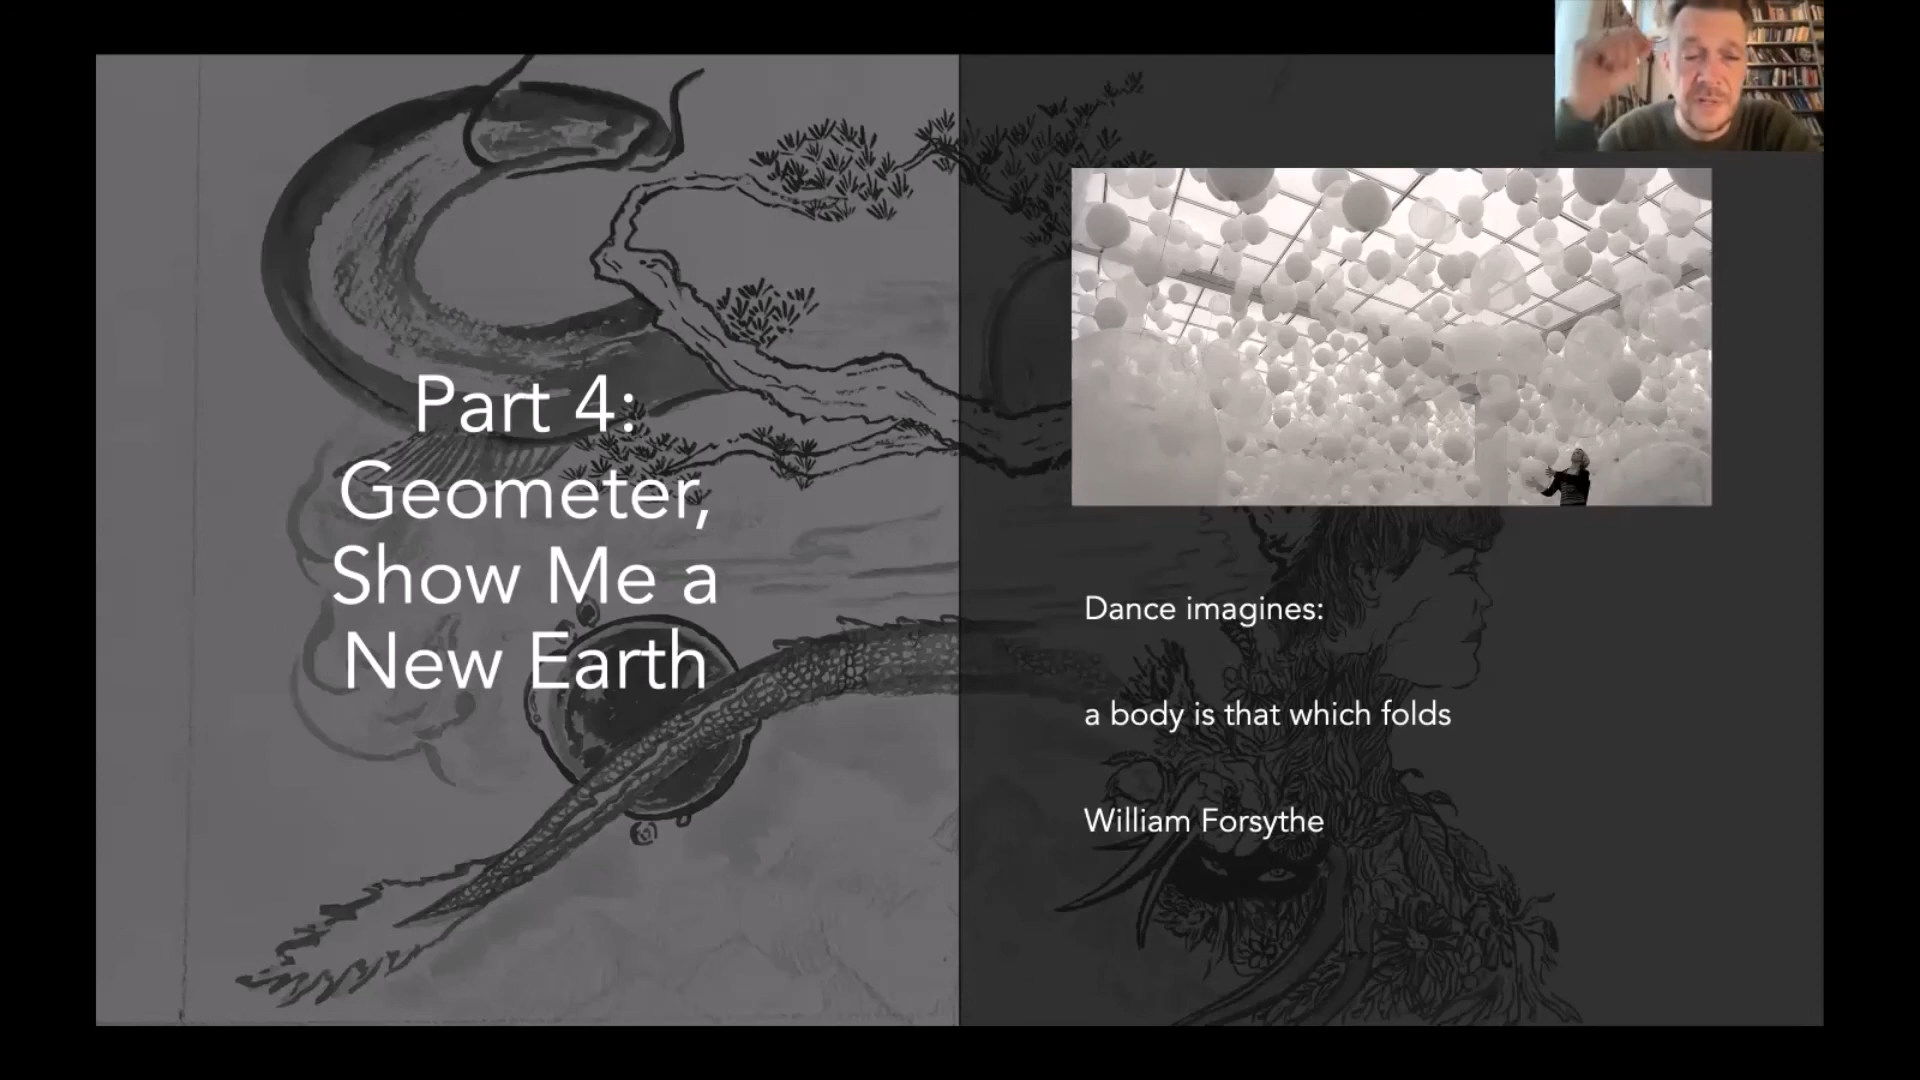 Part 4:
Geometer,
Show Me a
New Earth
Dance imagines:
a body is that which folds
William Forsythe